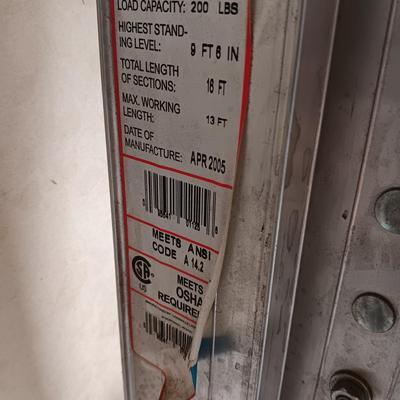 LOAD CAPACITY: 200 LBS
HIGHEST STAND-
ING LEVEL: 9 FT 6 IN
TOTAL LENGTH
OF SECTIONS: 16 FT
MAX. WORKING
LENGTH: 13 FT
DATE OF
MANUFACTURE: APR 2005
MEETS ANSI
CODE A 14.2
MEETS
OSHA
US